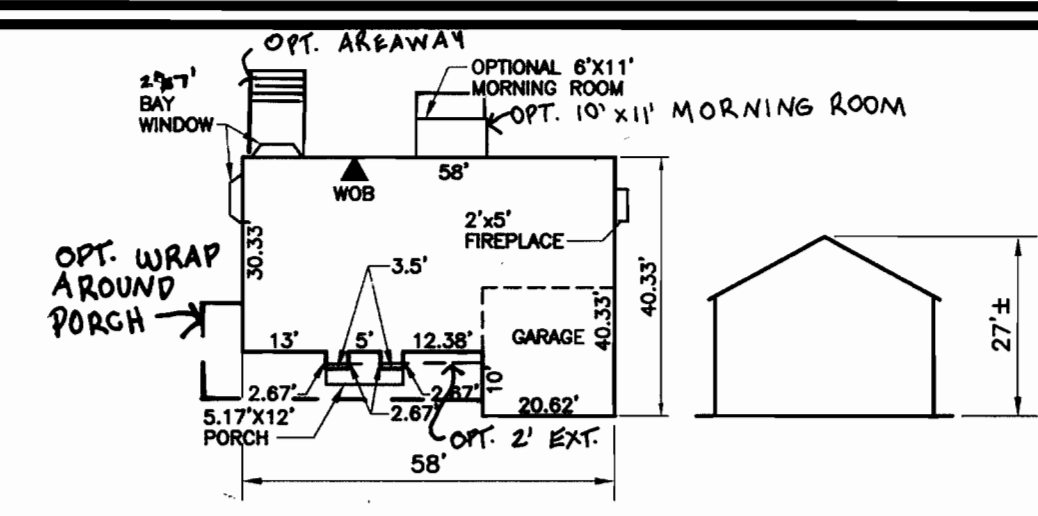 OPT. AREAWAY
OPTIONAL 6'X11'
MORNING ROOM
OPT. 10' X11' MORNING ROOM
BAY
WINDOW
58'
WOB
2'x5'
FIREPLACE
30.33'
3.5'
40.33'
40.33'
27'±
OPT. WRAP
AROUND
PORCH
GARAGE
13'
5'
12.38'
10'
2.67'
2.67'
2.67'
20.62'
5.17'X12'
PORCH
OPT. 2' EXT.
58'